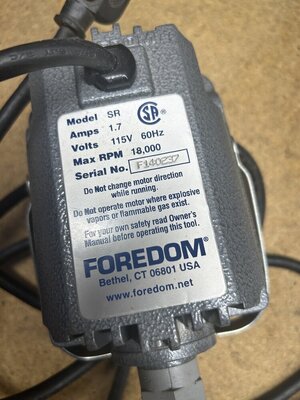 Model SR
Amps 1.7
Volts 115V 60Hz
Max RPM 18,000
Serial No. F140237
Do Not change motor direction
while running.
Do Not operate motor where explosive
vapors or flammable gas exist.
For your own safety read Owner's
Manual before operating this tool.
FOREDOM®
Bethel, CT 06801 USA
www.foredom.net